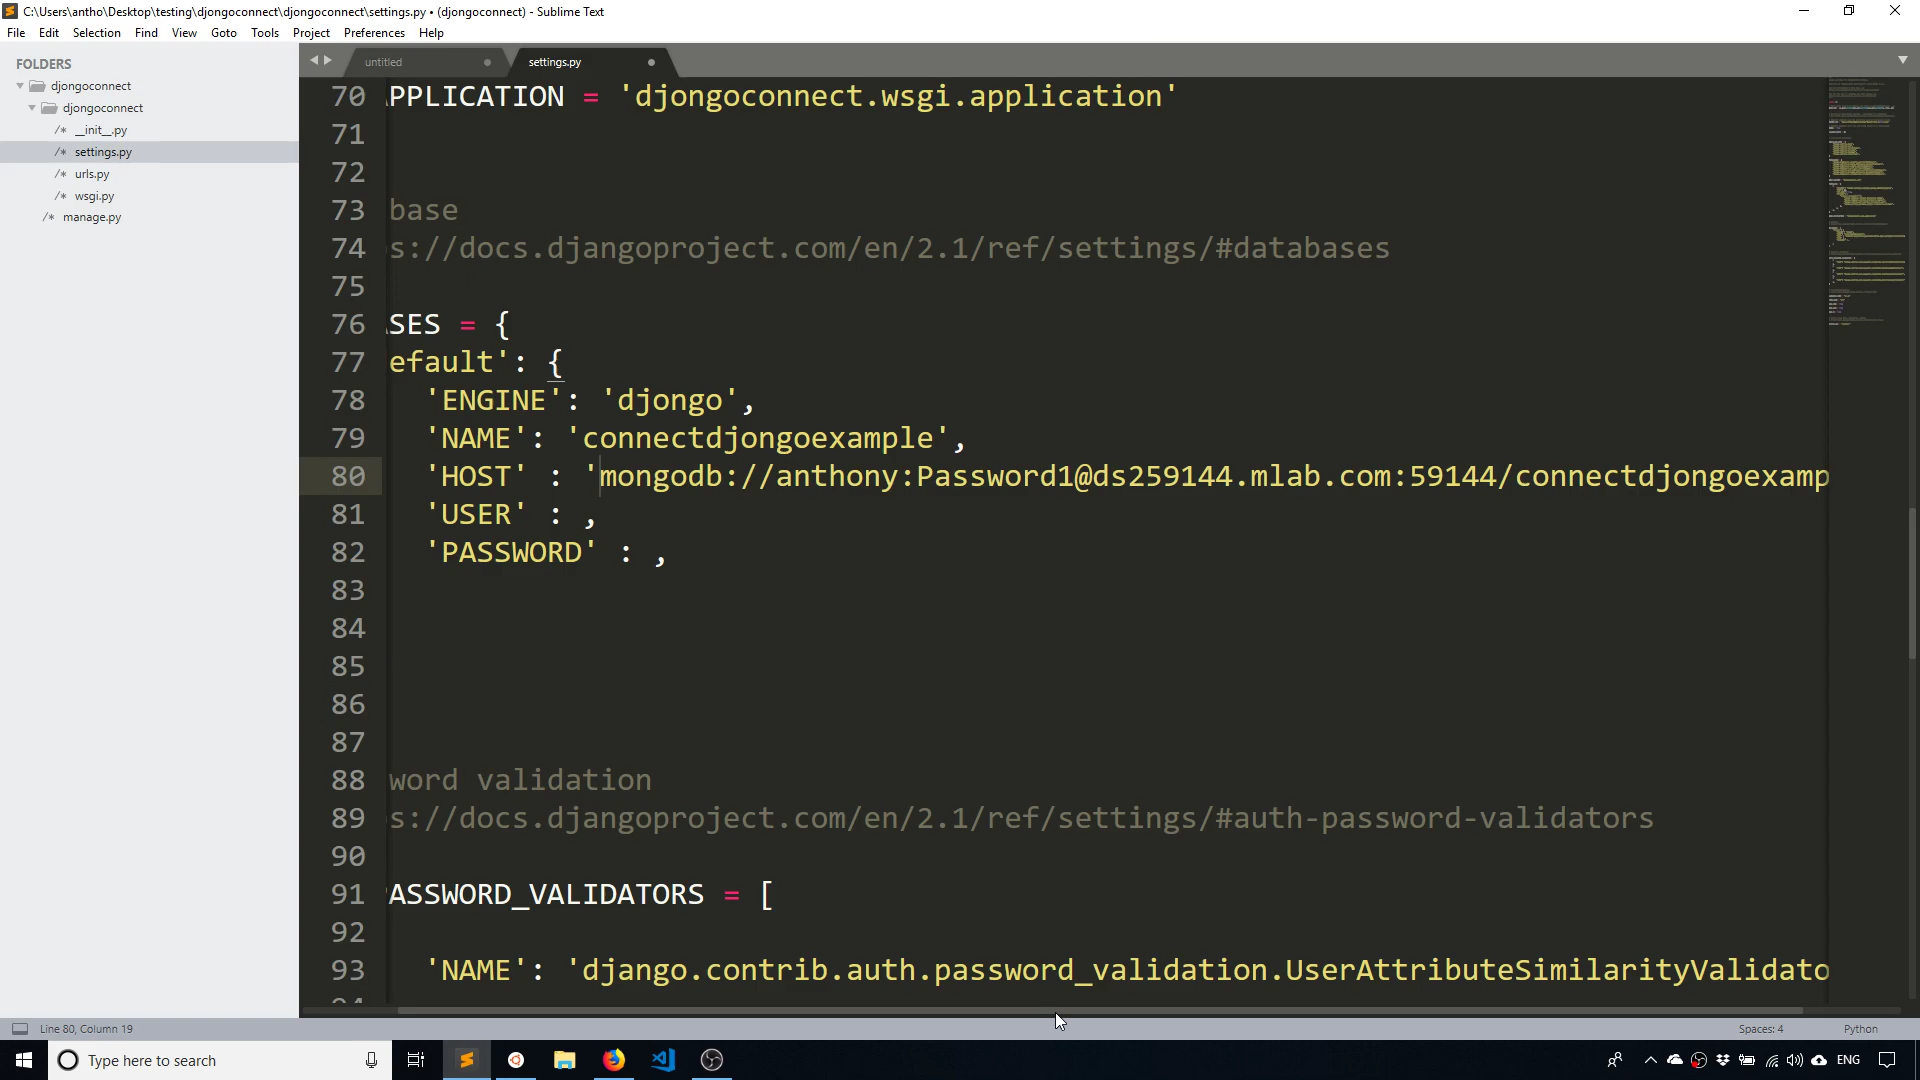 C:\Users\antho\Desktop\testing\djongoconnect\djongoconnect\settings.py • (djongoconnect) - Sublime Text
File Edit Selection Find View Goto Tools Project Preferences Help
FOLDERS
djongoconnect
djongoconnect
/* __init__.py
/* settings.py
/* urls.py
/* wsgi.py
/* manage.py
untitled
settings.py
70 APPLICATION = 'djongoconnect.wsgi.application'
71
72
73 base
74 s://docs.djangoproject.com/en/2.1/ref/settings/#databases
75
76 ASES = {
77 efault': {
78 'ENGINE': 'djongo',
79 'NAME': 'connectdjongoexample',
80 'HOST' : 'mongodb://anthony:Password1@ds259144.mlab.com:59144/connectdjongoexamp
81 'USER' : ,
82 'PASSWORD' : ,
83
84
85
86
87
88 word validation
89 s://docs.djangoproject.com/en/2.1/ref/settings/#auth-password-validators
90
91 PASSWORD_VALIDATORS = [
92
93 'NAME': 'django.contrib.auth.password_validation.UserAttributeSimilarityValidato
94
Line 80, Column 19
Spaces: 4
Python
Type here to search
ENG